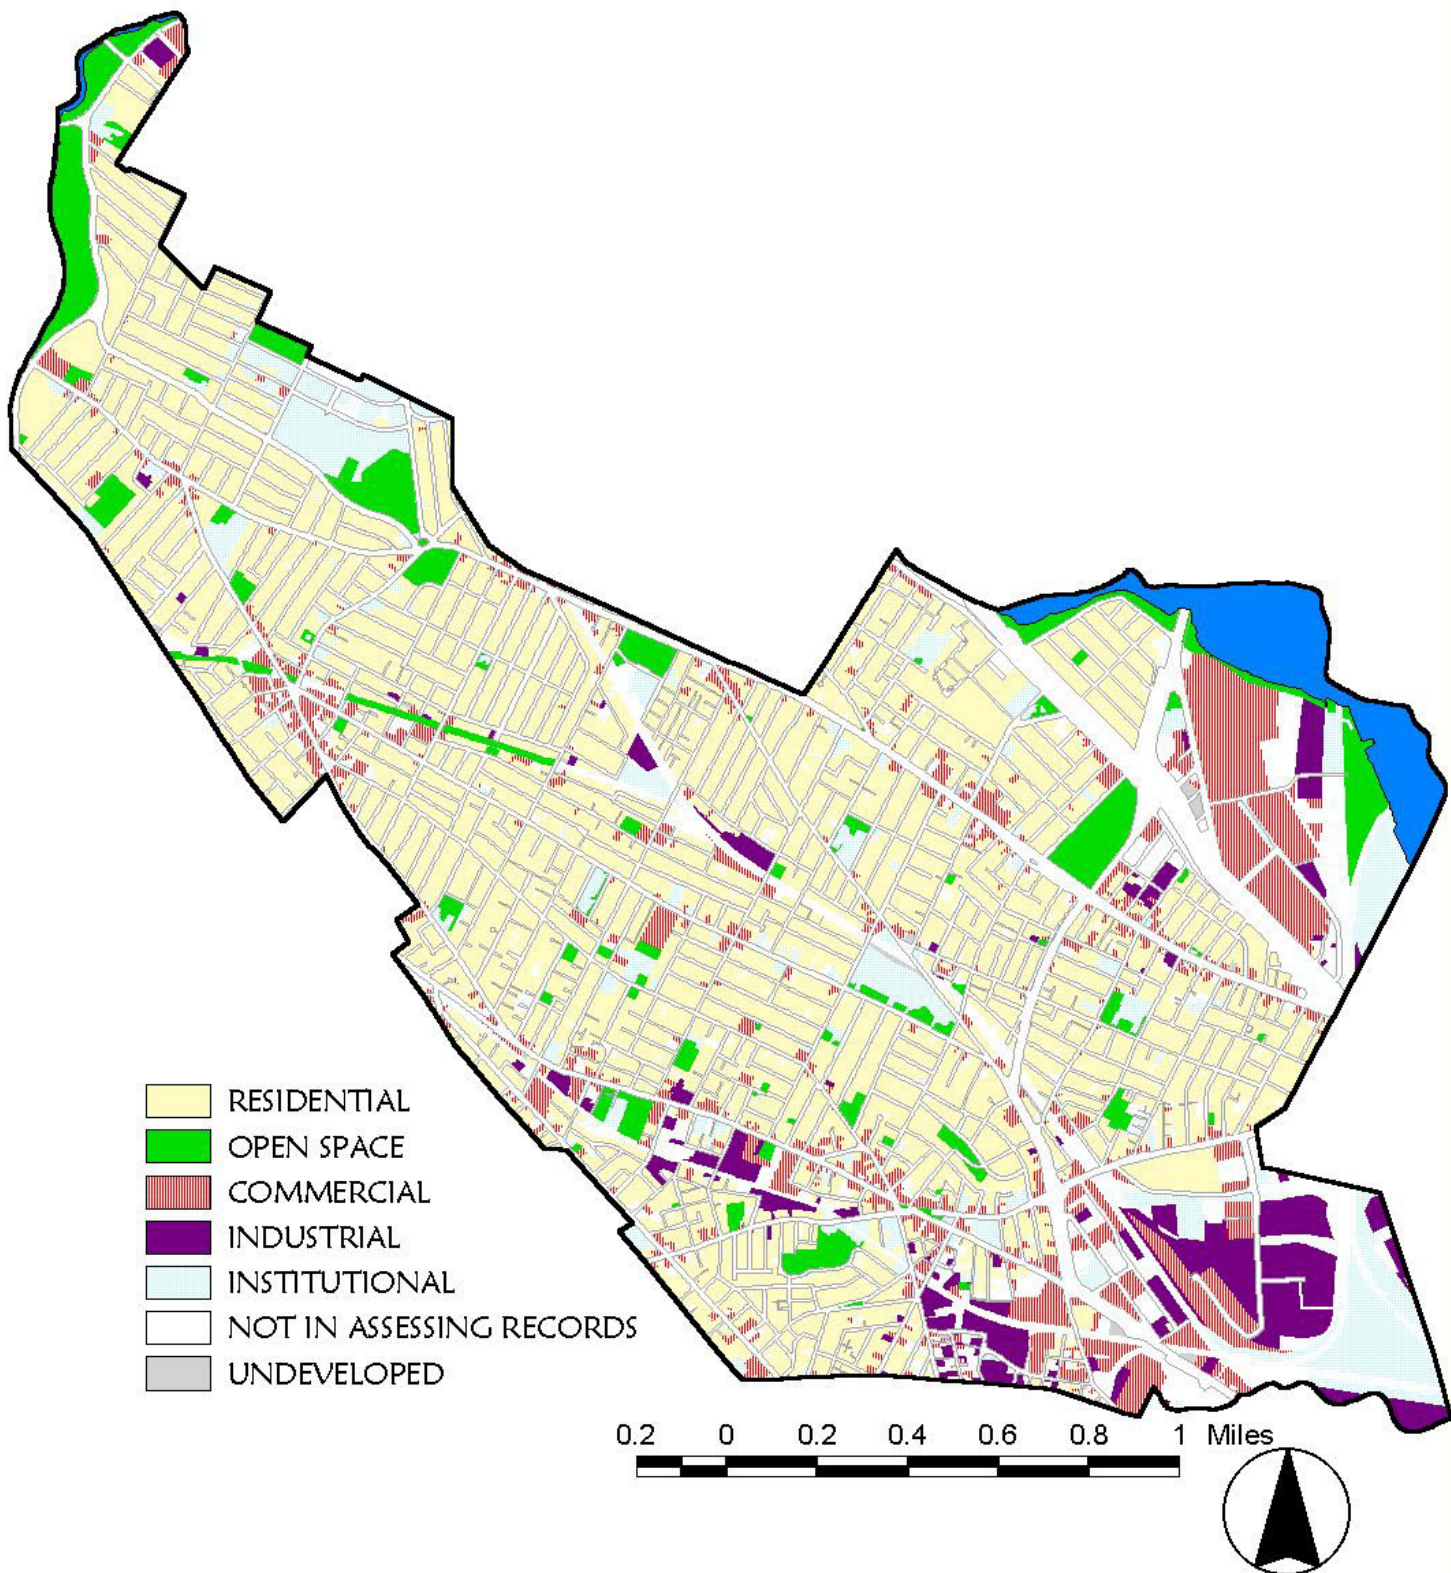 RESIDENTIAL
OPEN SPACE
COMMERCIAL
INDUSTRIAL
INSTITUTIONAL
NOT IN ASSESSING RECORDS
UNDEVELOPED
0.2 0 0.2 0.4 0.6 0.8 1 Miles